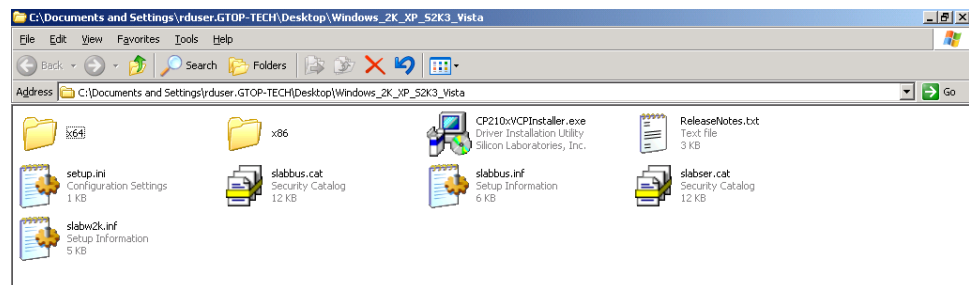 C:\Documents and Settings\rduser.GTOP-TECH\Desktop\Windows_2K_XP_S2K3_Vista
File Edit View Favorites Tools Help
Back Search Folders
Address C:\Documents and Settings\rduser.GTOP-TECH\Desktop\Windows_2K_XP_S2K3_Vista Go
x64
x86
CP210xVCPInstaller.exe
Driver Installation Utility
Silicon Laboratories, Inc.
ReleaseNotes.txt
Text file
3 KB
setup.ini
Configuration Settings
1 KB
slabbus.cat
Security Catalog
12 KB
slabbus.inf
Setup Information
6 KB
slabser.cat
Security Catalog
12 KB
slabw2k.inf
Setup Information
5 KB